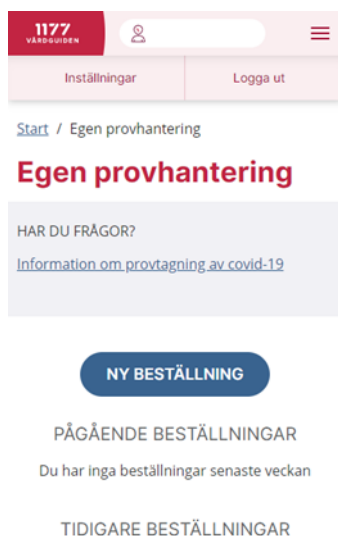 1177
VÅRDGUIDEN
Inställningar
Logga ut
Start / Egen provhantering
Egen provhantering
HAR DU FRÅGOR?
Information om provtagning av covid-19
NY BESTÄLLNING
PÅGÅENDE BESTÄLLNINGAR
Du har inga beställningar senaste veckan
TIDIGARE BESTÄLLNINGAR